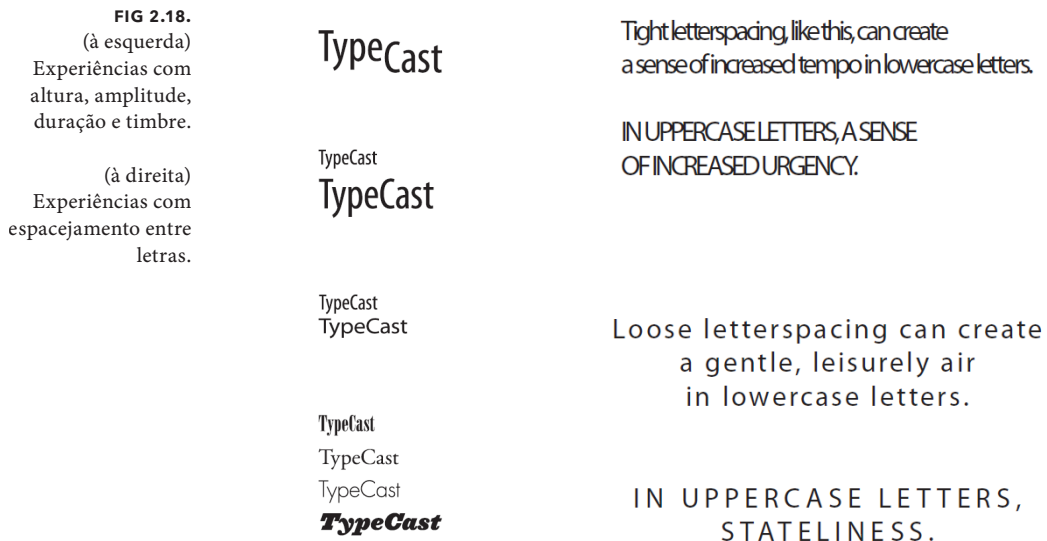 FIG 2.18.
(à esquerda)
Experiências com
altura, amplitude,
duração e timbre.
(à direita)
Experiências com
espacejamento entre
letras.
TypeCast
TypeCast
TypeCast
TypeCast
TypeCast
TypeCast
TypeCast
TypeCast
TypeCast
Tight letterspacing, like this, can create
a sense of increased tempo in lowercase letters.
IN UPPERCASE LETTERS, A SENSE
OF INCREASED URGENCY.
Loose letterspacing can create
a gentle, leisurely air
in lowercase letters.
IN UPPERCASE LETTERS,
STATELINESS.